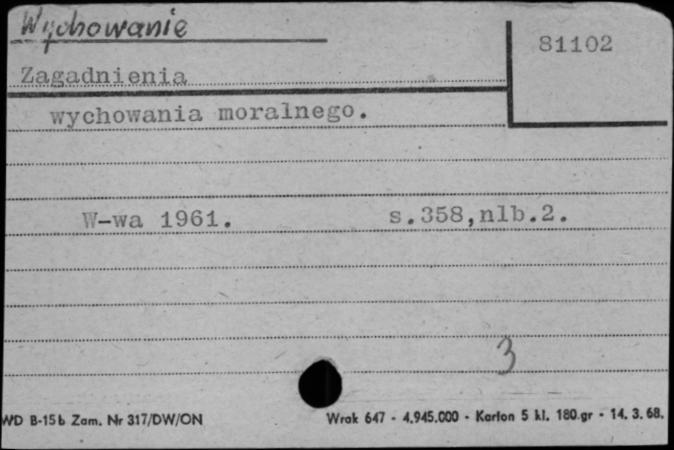 Wychowanie
81102
Zagadnienia
wychowania moralnego.
W-wa 1961. s.358,nlb.2.
3
WD B-15b Zam. Nr 317/DW/ON Wrak 647 - 4.945.000 - Karton 5 kl. 180.gr - 14. 3. 68.